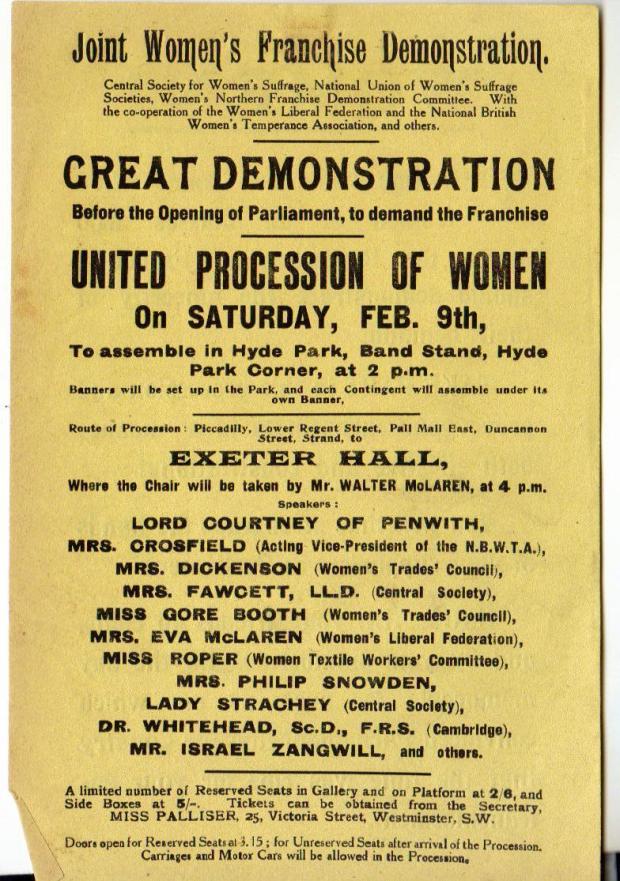 Joint Women's Franchise Demonstration.
Central Society for Women's Suffrage, National Union of Women's Suffrage
Societies, Women's Northern Franchise Demonstration Committee. With
the co-operation of the Women's Liberal Federation and the National British
Women's Temperance Association, and others.
GREAT DEMONSTRATION
Before the Opening of Parliament, to demand the Franchise
UNITED PROCESSION OF WOMEN
On SATURDAY, FEB. 9th,
To assemble in Hyde Park, Band Stand, Hyde
Park Corner, at 2 p.m.
Banners will be set up in the Park, and each Contingent will assemble under its
own Banner,
Route of Procession: Piccadilly, Lower Regent Street, Pall Mall East, Duncannon
Street, Strand, to
EXETER HALL,
Where the Chair will be taken by Mr. WALTER McLAREN, at 4 p.m.
Speakers:
LORD COURTNEY OF PENWITH,
MRS. CROSFIELD (Acting Vice-President of the N.B.W.T.A.),
MRS. DICKENSON (Women's Trades' Council),
MRS. FAWCETT, LL.D. (Central Society),
MISS GORE BOOTH (Women's Trades' Council),
MRS. EVA McLAREN (Women's Liberal Federation),
MISS ROPER (Women Textile Workers' Committee),
MRS. PHILIP SNOWDEN,
LADY STRACHEY (Central Society),
DR. WHITEHEAD, Sc.D., F.R.S. (Cambridge),
MR. ISRAEL ZANGWILL, and others.
A limited number of Reserved Seats in Gallery and on Platform at 2/6, and
Side Boxes at 5/-. Tickets can be obtained from the Secretary,
MISS PALLISER, 25, Victoria Street, Westminster, S.W.
Doors open for Reserved Seats at 3.15; for Unreserved Seats after arrival of the Procession.
Carriages and Motor Cars will be allowed in the Procession.